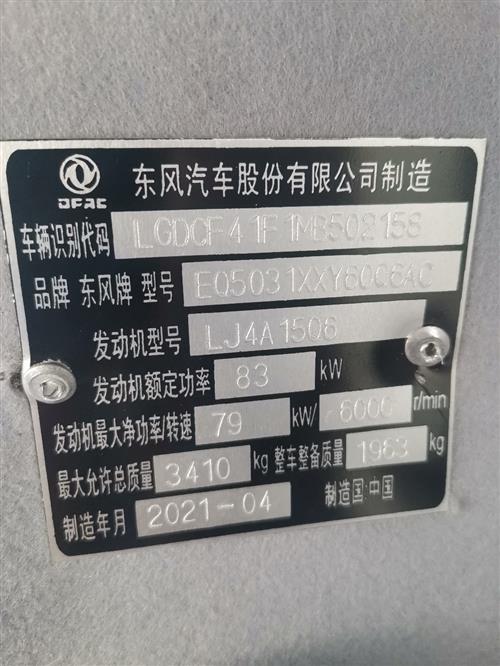 DFAC
东风汽车股份有限公司制造
车辆识别代码 LGDCF41F1MB502158
品牌 东风牌 型号 EQ5031XXY60Q6AC
发动机型号 LJ4A15Q6
发动机额定功率 83 kW
发动机最大净功率/转速 79 kW/ 6000 r/min
最大允许总质量 3410 kg 整车整备质量 1963 kg
制造年月 2021-04 制造国:中国